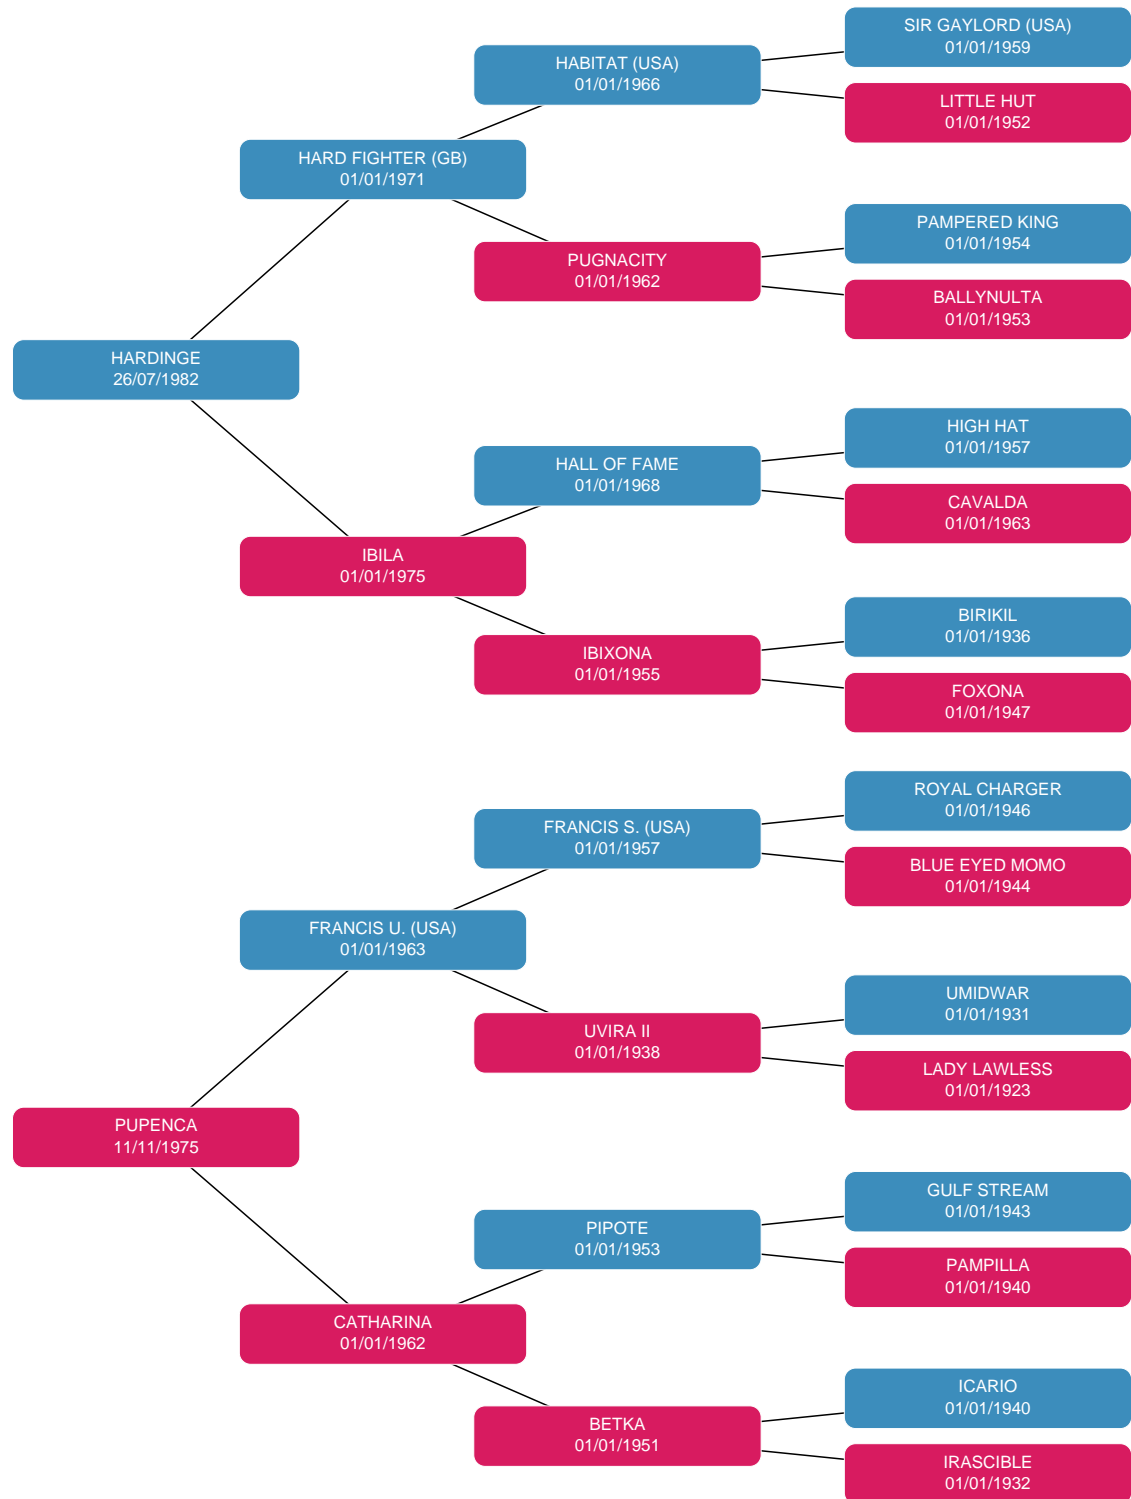 SIR GAYLORD (USA)
01/01/1959
HABITAT (USA)
01/01/1966
LITTLE HUT
01/01/1952
HARD FIGHTER (GB)
01/01/1971
PAMPERED KING
01/01/1954
PUGNACITY
01/01/1962
BALLYNULTA
01/01/1953
HARDINGE
26/07/1982
HIGH HAT
01/01/1957
HALL OF FAME
01/01/1968
CAVALDA
01/01/1963
IBILA
01/01/1975
BIRIKIL
01/01/1936
IBIXONA
01/01/1955
FOXONA
01/01/1947
ROYAL CHARGER
01/01/1946
FRANCIS S. (USA)
01/01/1957
BLUE EYED MOMO
01/01/1944
FRANCIS U. (USA)
01/01/1963
UMIDWAR
01/01/1931
UVIRA II
01/01/1938
LADY LAWLESS
01/01/1923
PUPENCA
11/11/1975
GULF STREAM
01/01/1943
PIPOTE
01/01/1953
PAMPILLA
01/01/1940
CATHARINA
01/01/1962
ICARIO
01/01/1940
BETKA
01/01/1951
IRASCIBLE
01/01/1932